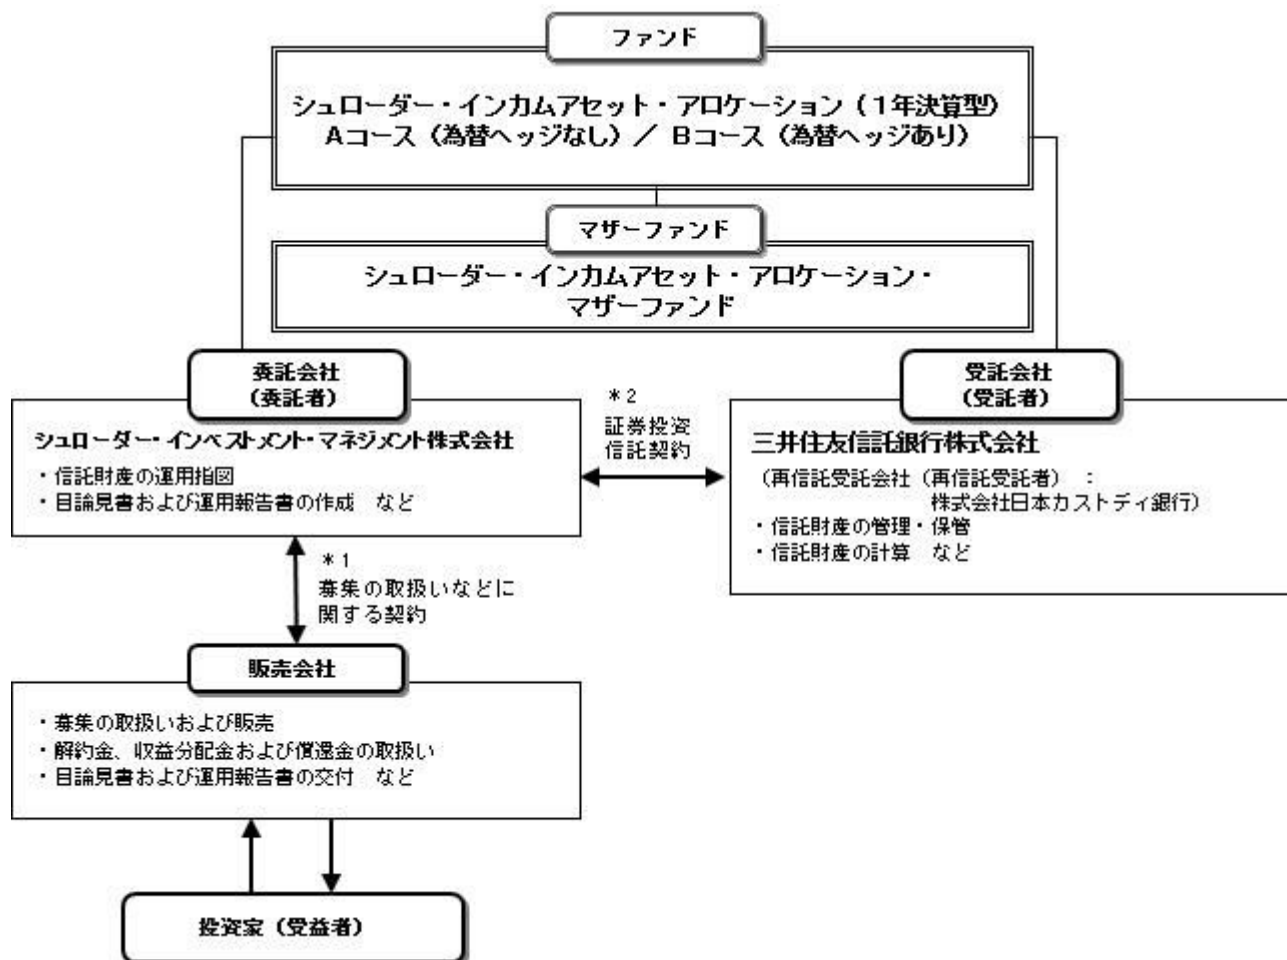 ファンド
シュローダー・インカムアセット・アロケーション（１年決算型）
Ａコース（為替ヘッジなし）／Ｂコース（為替ヘッジあり）
マザーファンド
シュローダー・インカムアセット・アロケーション・
マザーファンド
委託会社
（委託者）
シュローダー・インベストメント・マネジメント株式会社
・信託財産の運用指図
・目論見書および運用報告書の作成　など
＊２
証券投資
信託契約
受託会社
（受託者）
三井住友信託銀行株式会社
（再信託受託会社（再信託受託者）：
株式会社日本カストディ銀行）
・信託財産の管理・保管
・信託財産の計算　など
＊１
募集の取扱いなどに
関する契約
販売会社
・募集の取扱いおよび販売
・解約金、収益分配金および償還金の取扱い
・目論見書および運用報告書の交付　など
投資家（受益者）